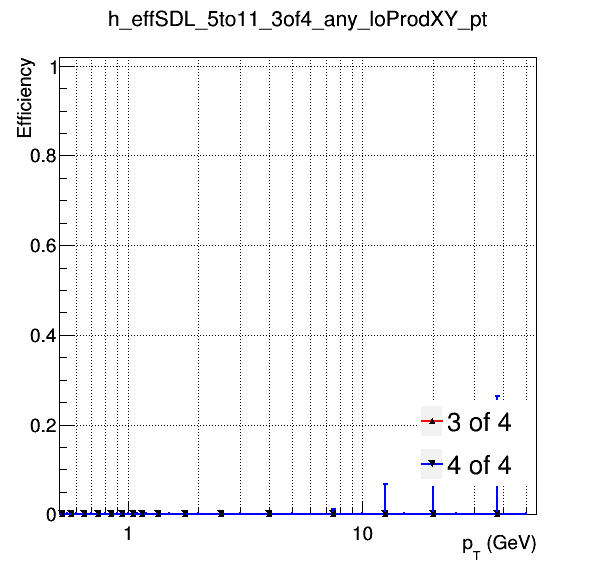 h_effSDL_5to11_3of4_any_loProdXY_pt
Efficiency
1
0.8
0.6
0.4
0.2
0
3 of 4
4 of 4
1
10
p_T (GeV)